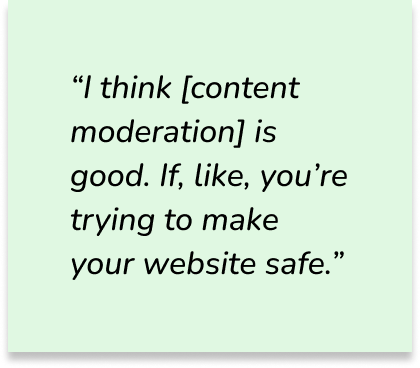 “I think [content
moderation] is
good. If, like, you’re
trying to make
your website safe.”